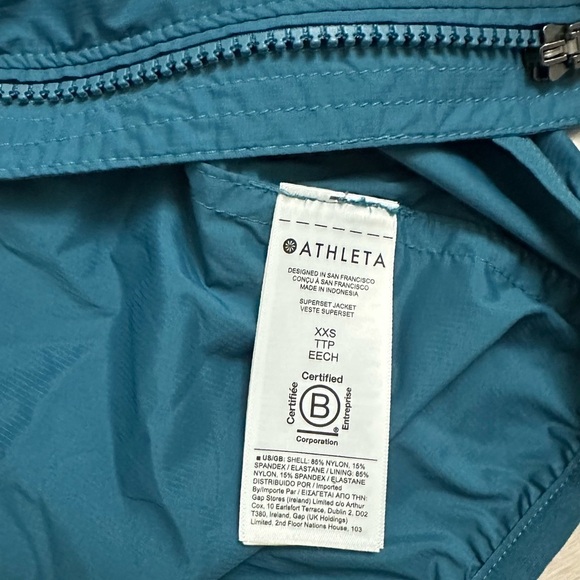 ATHLETA
DESIGNED IN SAN FRANCISCO
CONÇU À SAN FRANCISCO
MADE IN INDONESIA
SUPERSET JACKET
VESTE SUPERSET
XXS
TTP
EECH
Certified
Certifiée
B
Entreprise
®
Corporation
■ US/GB: SHELL: 85% NYLON, 15%
SPANDEX / ELASTANE / LINING: 85%
NYLON, 15% SPANDEX / ELASTANE
DISTRIBUIDO POR / Imported
By/Importe Par / ΕΙΣΑΓΕΤΑΙ ΑΠΟ ΤΗΝ:
Gap Stores (Ireland) Limited c/o Arthur
Cox, 10 Earlsfort Terrace, Dublin 2, D02
T380, Ireland, Gap (UK Holdings)
Limited, 2nd Floor Nations House, 103